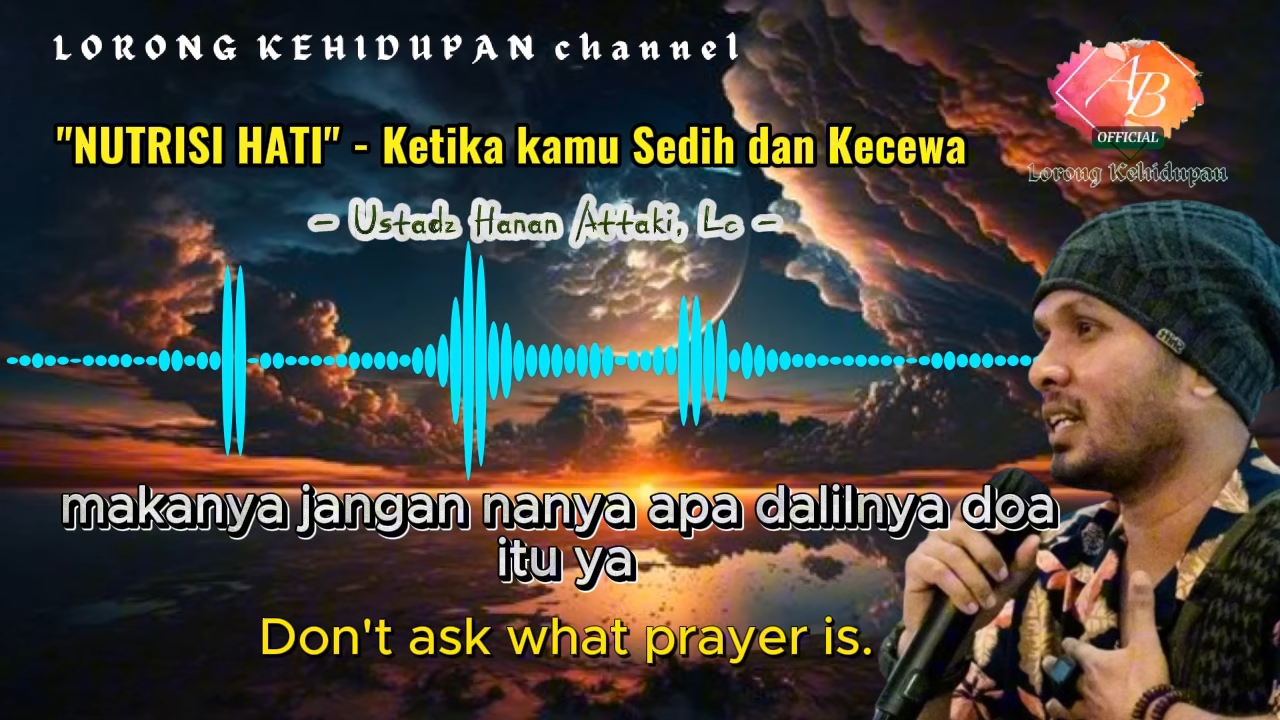 LORONG KEHIDUPAN channel
AB
OFFICIAL
Lorong Kehidupan
"NUTRISI HATI" - Ketika kamu Sedih dan Kecewa
- Ustadz Hanan Attaki, Lc -
makanya jangan nanya apa dalilnya doa
itu ya
Don't ask what prayer is.